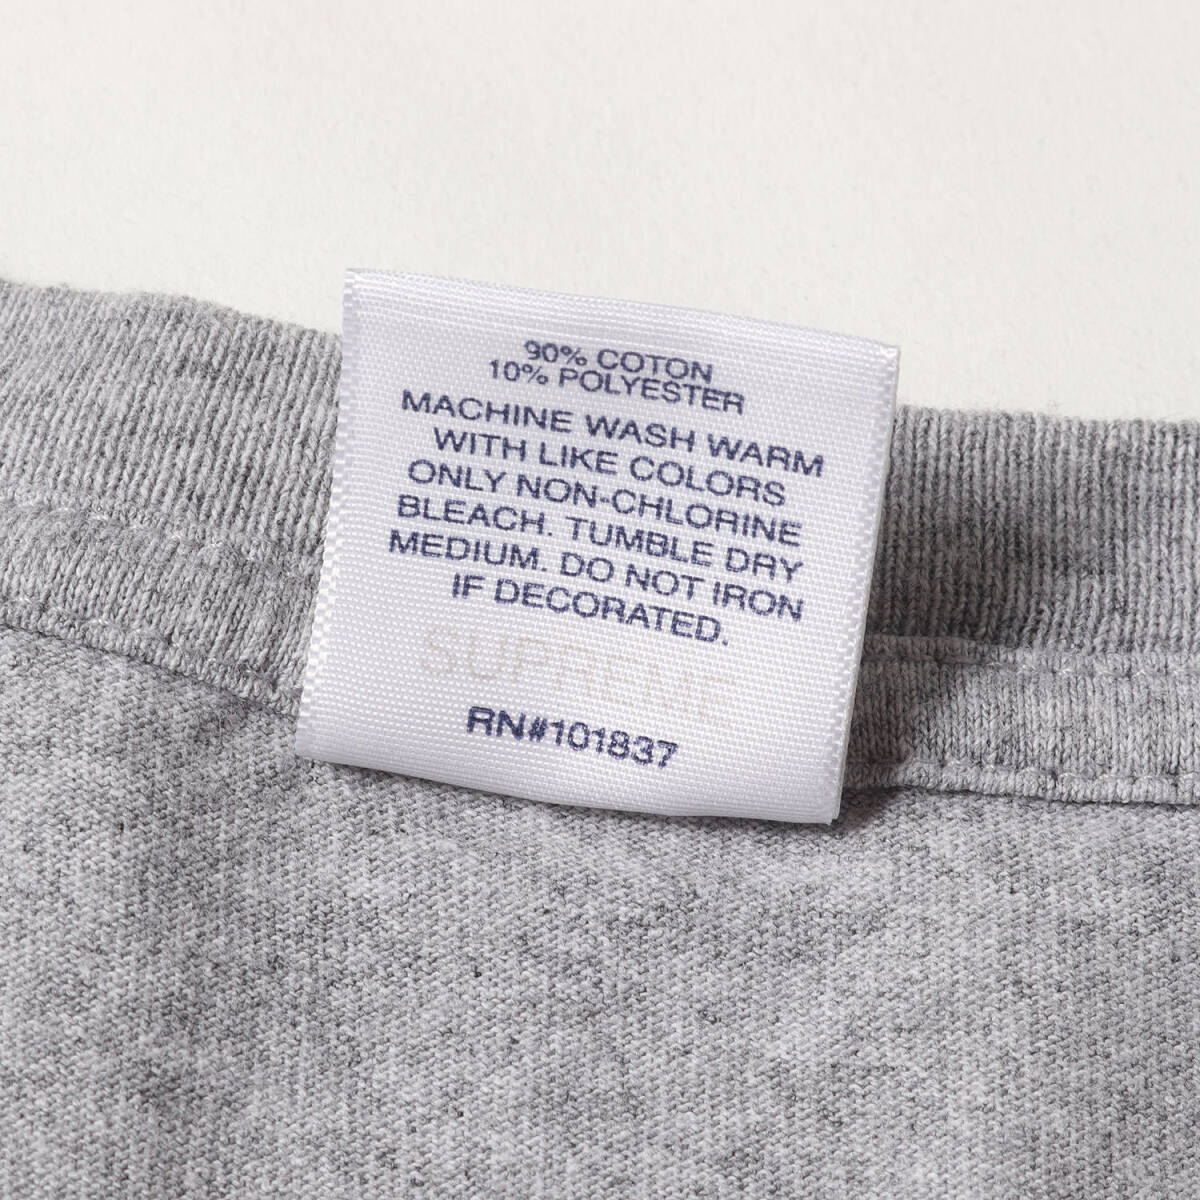 90% COTON
10% POLYESTER
MACHINE WASH WARM
WITH LIKE COLORS
ONLY NON-CHLORINE
BLEACH. TUMBLE DRY
MEDIUM. DO NOT IRON
IF DECORATED.
SUPREME
RN#101837